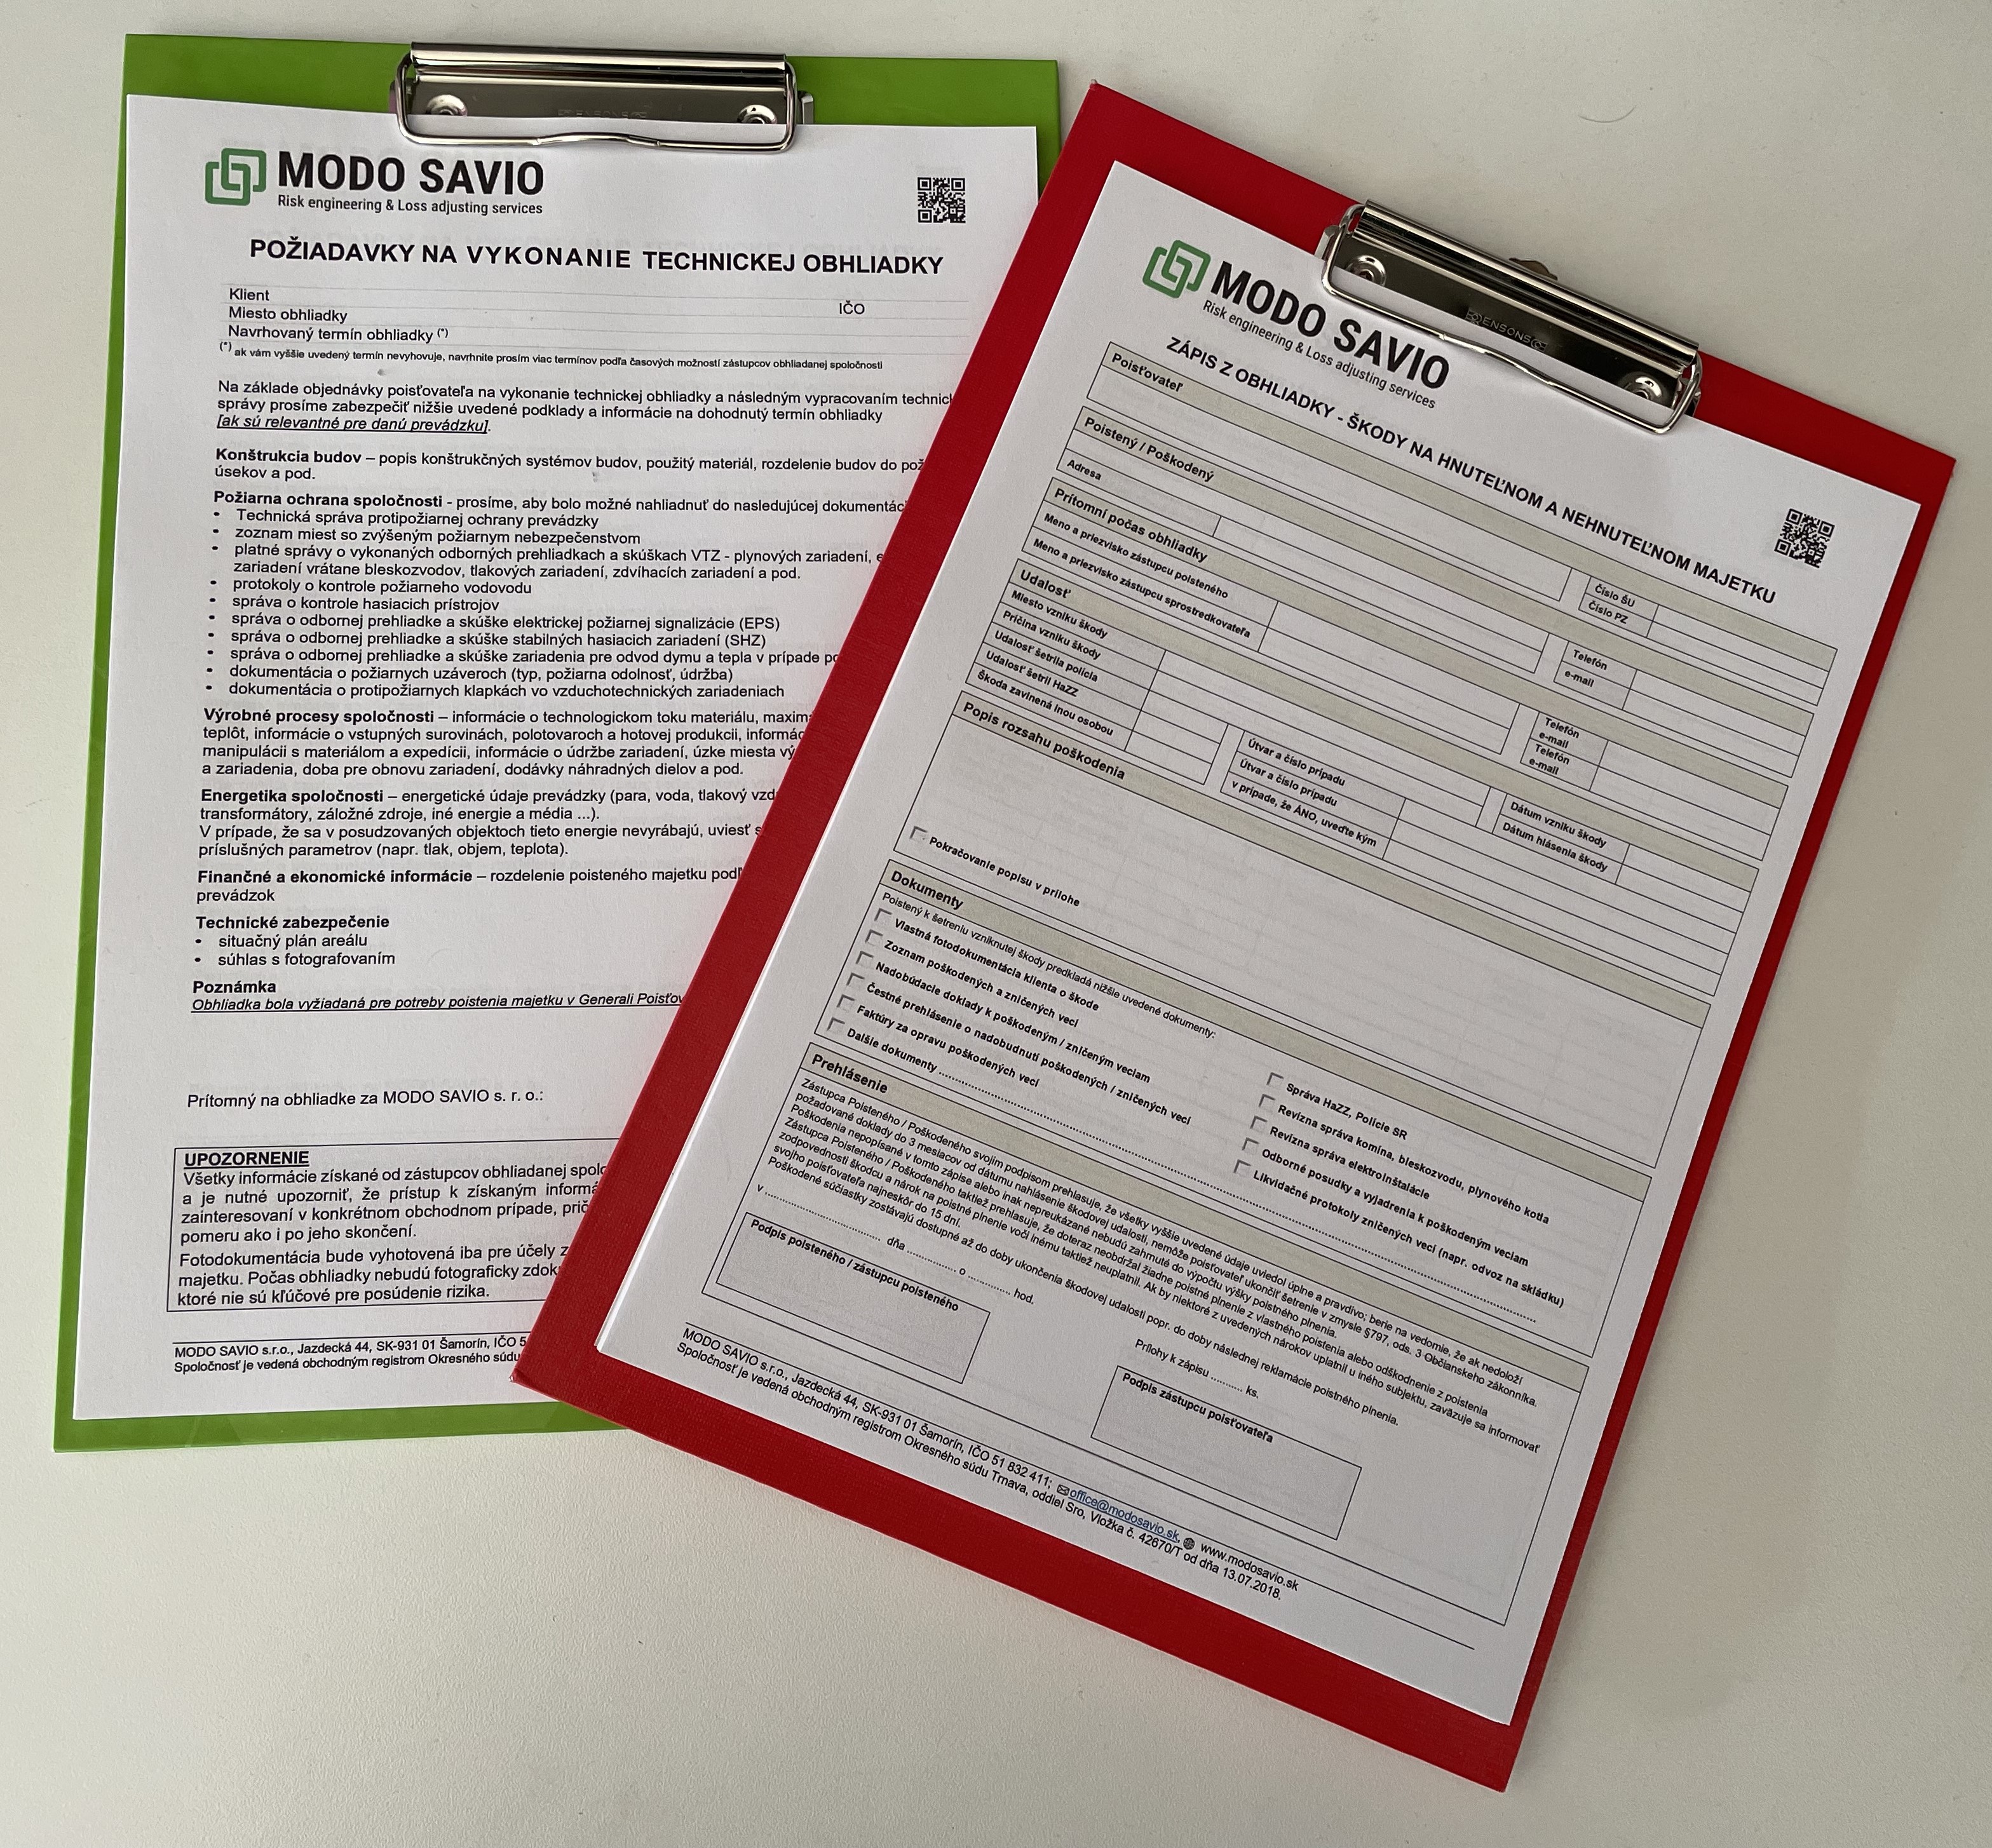 MODO SAVIO
Risk engineering & Loss adjusting services
POŽIADAVKY NA VYKONANIE TECHNICKEJ OBHLIADKY
Klient
IČO
Miesto obhliadky
Navrhovaný termín obhliadky (*)
(*) ak vám vyššie uvedený termín nevyhovuje, navrhnite prosím viac termínov podľa časových možností zástupcov obhliadanej spoločnosti
Na základe objednávky poisťovateľa na vykonanie technickej obhliadky a následným vypracovaním technick
správy prosíme zabezpečiť nižšie uvedené podklady a informácie na dohodnutý termín obhliadky
[ak sú relevantné pre danú prevádzku].
Konštrukcia budov – popis konštrukčných systémov budov, použitý materiál, rozdelenie budov do pož
úsekov a pod.
Požiarna ochrana spoločnosti - prosíme, aby bolo možné nahliadnuť do nasledujúcej dokumentác
• Technická správa protipožiarnej ochrany prevádzky
• zoznam miest so zvýšeným požiarnym nebezpečenstvom
• platné správy o vykonaných odborných prehliadkach a skúškach VTZ - plynových zariadení, e
zariadení vrátane bleskozvodov, tlakových zariadení, zdvíhacích zariadení a pod.
• protokoly o kontrole požiarneho vodovodu
• správa o kontrole hasiacich prístrojov
• správa o odbornej prehliadke a skúške elektrickej požiarnej signalizácie (EPS)
• správa o odbornej prehliadke a skúške stabilných hasiacich zariadení (SHZ)
• správa o odbornej prehliadke a skúške zariadenia pre odvod dymu a tepla v prípade po
• dokumentácia o požiarnych uzáveroch (typ, požiarna odolnosť, údržba)
• dokumentácia o protipožiarnych klapkách vo vzduchotechnických zariadeniach
Výrobné procesy spoločnosti – informácie o technologickom toku materiálu, maxim
teplôt, informácie o vstupných surovinách, polotovaroch a hotovej produkcii, informác
manipulácii s materiálom a expedícii, informácie o údržbe zariadení, úzke miesta vý
a zariadenia, doba pre obnovu zariadení, dodávky náhradných dielov a pod.
Energetika spoločnosti – energetické údaje prevádzky (para, voda, tlakový vzd
transformátory, záložné zdroje, iné energie a média ...).
V prípade, že sa v posudzovaných objektoch tieto energie nevyrábajú, uviesť s
príslušných parametrov (napr. tlak, objem, teplota).
Finančné a ekonomické informácie – rozdelenie poisteného majetku podľ
prevádzok
Technické zabezpečenie
• situačný plán areálu
• súhlas s fotografovaním
Poznámka
Obhliadka bola vyžiadaná pre potreby poistenia majetku v Generali Poisťov
Prítomný na obhliadke za MODO SAVIO s. r. o.:
UPOZORNENIE
Všetky informácie získané od zástupcov obhliadanej spolo
a je nutné upozorniť, že prístup k získaným informá
zainteresovaní v konkrétnom obchodnom prípade, prič
pomeru ako i po jeho skončení.
Fotodokumentácia bude vyhotovená iba pre účely z
majetku. Počas obhliadky nebudú fotograficky zdok
ktoré nie sú kľúčové pre posúdenie rizika.
MODO SAVIO s.r.o., Jazdecká 44, SK-931 01 Šamorín, IČO 5
Spoločnosť je vedená obchodným registrom Okresného súdu
MODO SAVIO
Risk engineering & Loss adjusting services
ZÁPIS Z OBHLIADKY - ŠKODY NA HNUTEĽNOM A NEHNUTEĽNOM MAJETKU
Poisťovateľ
Číslo ŠU
Číslo PZ
Poistený / Poškodený
Adresa
Telefón
e-mail
Prítomní počas obhliadky
Meno a priezvisko zástupcu poisteného
Telefón
e-mail
Meno a priezvisko zástupcu sprostredkovateľa
Telefón
e-mail
Udalosť
Miesto vzniku škody
Dátum vzniku škody
Príčina vzniku škody
Dátum hlásenia škody
Udalosť šetrila polícia
Útvar a číslo prípadu
Udalosť šetril HaZZ
Útvar a číslo prípadu
Škoda zavinená inou osobou
v prípade, že ÁNO, uveďte kým
Popis rozsahu poškodenia
Pokračovanie popisu v prílohe
Dokumenty
Poistený k šetreniu vzniknutej škody predkladá nižšie uvedené dokumenty:
Vlastná fotodokumentácia klienta o škode
Správa HaZZ, Polície SR
Zoznam poškodených a zničených vecí
Revízna správa komína, bleskozvodu, plynového kotla
Nadobúdacie doklady k poškodeným / zničeným veciam
Revízna správa elektroinštalácie
Čestné prehlásenie o nadobudnutí poškodených / zničených vecí
Odborné posudky a vyjadrenia k poškodeným veciam
Faktúry za opravu poškodených vecí
Likvidačné protokoly zničených vecí (napr. odvoz na skládku)
Ďalšie dokumenty ..........
Prehlásenie
Zástupca Poisteného / Poškodeného svojim podpisom prehlasuje, že všetky vyššie uvedené údaje uviedol úplne a pravdivo; berie na vedomie, že ak nedoloží
požadované doklady do 3 mesiacov od dátumu nahlásenie škodovej udalosti, nemôže poisťovateľ ukončiť šetrenie v zmysle §797, ods. 3 Občianskeho zákonníka.
Poškodenia nepopísané v tomto zápise alebo inak nepreukázané nebudú zahrnuté do výpočtu výšky poistného plnenia.
Zástupca Poisteného / Poškodeného taktiež prehlasuje, že doteraz neobdržal žiadne poistné plnenie z vlastného poistenia alebo odškodnenie z poistenia
zodpovednosti škodcu a nárok na poistné plnenie voči inému taktiež neuplatnil. Ak by niektoré z uvedených nárokov uplatnil u iného subjektu, zaväzuje sa informovať
svojho poisťovateľa najneskôr do 15 dní.
Poškodené súčiastky zostávajú dostupné až do doby ukončenia škodovej udalosti popr. do doby následnej reklamácie poistného plnenia.
v .......... dňa .......... o .......... hod.
Prílohy k zápisu .......... ks.
Podpis poisteného / zástupcu poisteného
Podpis zástupcu poisťovateľa
MODO SAVIO s.r.o., Jazdecká 44, SK-931 01 Šamorín, IČO 51 832 411; office@modosavio.sk, www.modosavio.sk
Spoločnosť je vedená obchodným registrom Okresného súdu Trnava, oddiel Sro, Vložka č. 42670/T od dňa 13.07.2018.